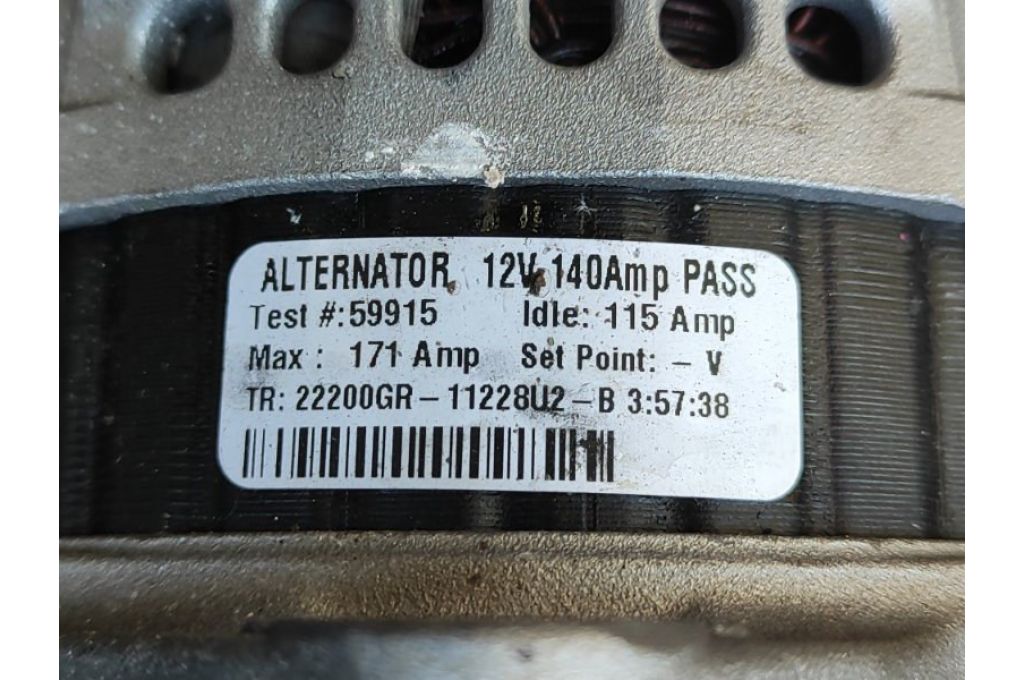 ALTERNATOR 12V 140Amp PASS
Test #:59915 Idle: 115 Amp
Max : 171 Amp Set Point: – V
TR: 22200GR–11228U2–B 3:57:38